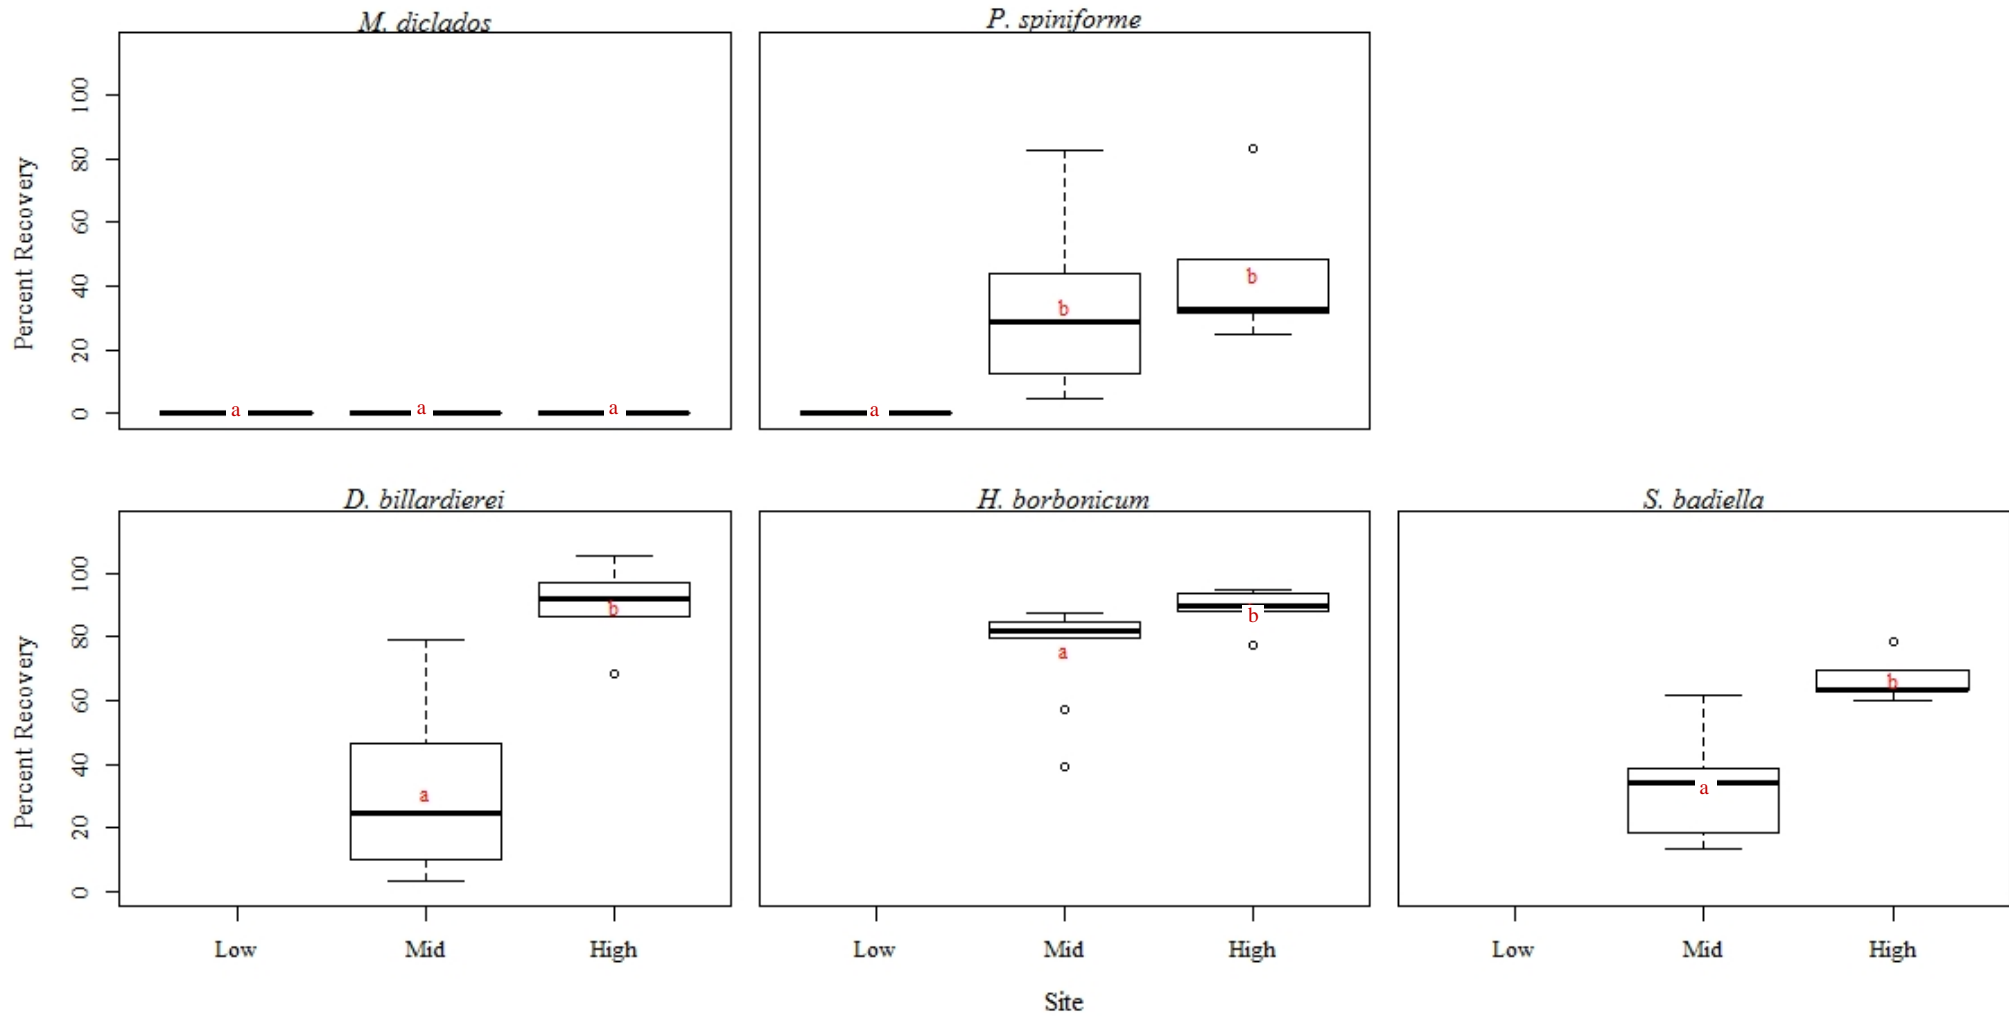 M. diclados
P. spiniforme
Percent Recovery
100
80
60
40
20
0
a
a
a
a
b
b
D. billardierei
H. borbonicum
S. badiella
Percent Recovery
100
80
60
40
20
0
a
b
a
b
a
b
Low
Mid
High
Low
Mid
High
Low
Mid
High
Site